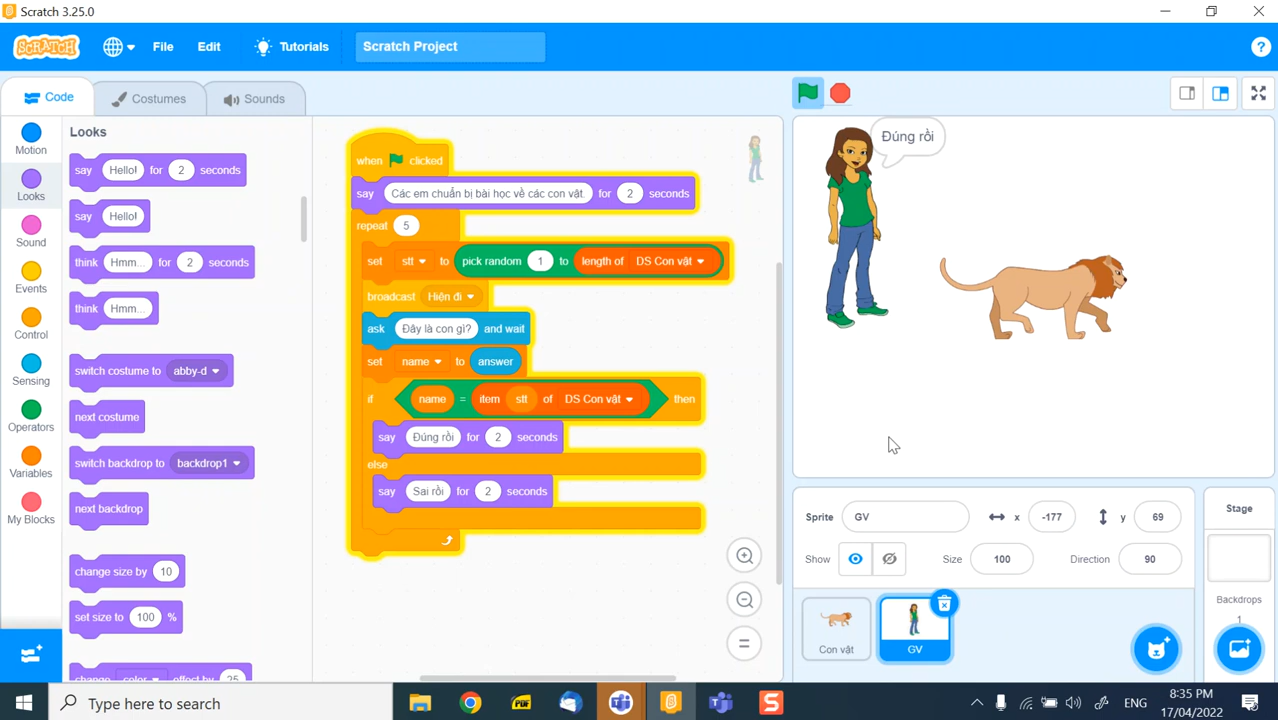 Scratch 3.25.0
SCRATCH
File
Edit
Tutorials
Scratch Project
?
Code
Costumes
Sounds
Motion
Looks
Sound
Events
Control
Sensing
Operators
Variables
My Blocks
Looks
say Hello! for 2 seconds
say Hello!
think Hmm... for 2 seconds
think Hmm...
switch costume to abby-d
next costume
switch backdrop to backdrop1
next backdrop
change size by 10
set size to 100 %
change color effect by 25
when clicked
say Các em chuẩn bị bài học về các con vật. for 2 seconds
repeat 5
set stt to pick random 1 to length of DS Con vật
broadcast Hiện đi
ask Đây là con gì? and wait
set name to answer
if name = item stt of DS Con vật then
say Đúng rồi for 2 seconds
else
say Sai rồi for 2 seconds
Đúng rồi
Sprite GV x -177 y 69
Show Size 100 Direction 90
Con vật
GV
Stage
Backdrops
1
Type here to search
PDF
S
ENG
8:35 PM
17/04/2022